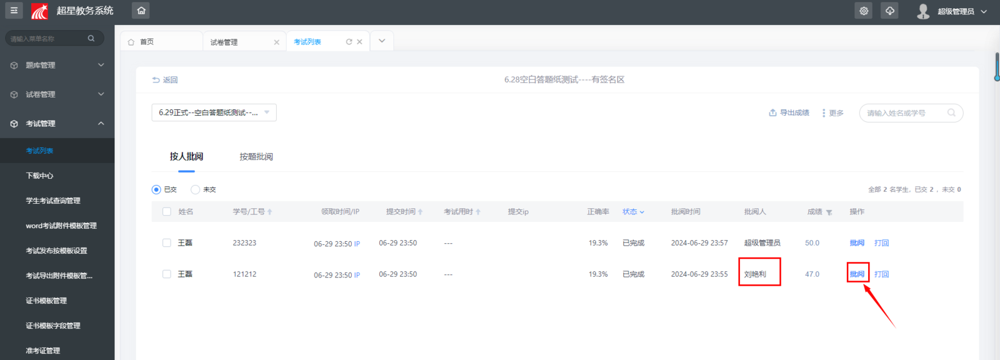 超星教务系统
超级管理员
请输入菜单名称
首页
试卷管理
考试列表
题库管理
试卷管理
考试管理
考试列表
下载中心
学生考试查询管理
word考试附件模板管理
考试发布按模板设置
考试导出附件模板管...
证书模板管理
证书模板字段管理
准考证管理
返回
6.28空白答题纸测试----有签名区
6.29正式--空白答题纸测试--...
导出成绩
更多
请输入姓名或学号
按人批阅
按题批阅
已交
未交
全部 2 名学生，已交 2 ，未交 0
姓名 学号/工号 领取时间/IP 提交时间 考试用时 提交ip 正确率 状态 批阅时间 批阅人 成绩 操作
王磊 232323 06-29 23:50 IP 06-29 23:50 --- 19.3% 已完成 2024-06-29 23:57 超级管理员 50.0 批阅 打回
王磊 121212 06-29 23:50 IP 06-29 23:50 --- 19.3% 已完成 2024-06-29 23:55 刘艳利 47.0 批阅 打回